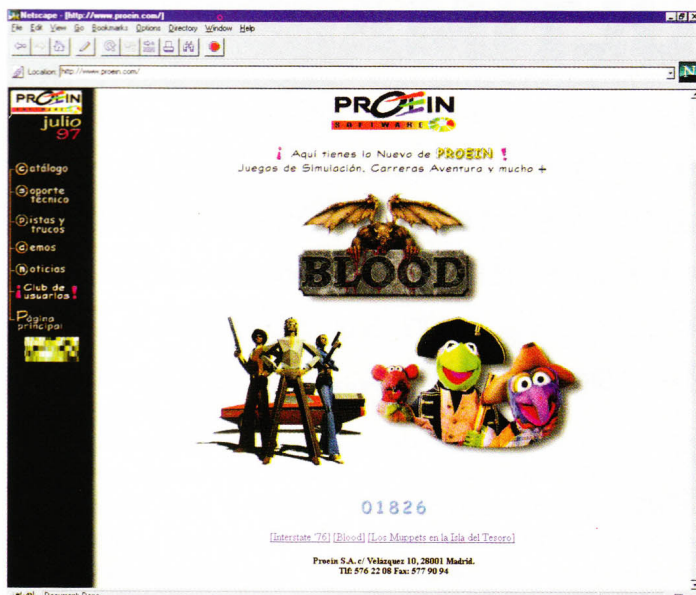 Netscape - [http://www.proein.com/]
File Edit View Go Bookmarks Options Directory Window Help
Location: http://www.proein.com/
N
PROEIN
SOFTWARE
julio
97
Catálogo
Soporte
técnico
Pistas y
trucos
Demos
Noticias
¡Club de
usuarios!
Página
principal
PROEIN
SOFTWARE
¡ Aquí tienes lo Nuevo de PROEIN !
Juegos de Simulación, Carreras Aventura y mucho +
BLOOD
01826
[Interstate '76] [Blood] [Los Muppets en la Isla del Tesoro]
Proein S.A. c/ Velázquez 10, 28001 Madrid.
Tlf: 576 22 08 Fax: 577 90 94
Document Done